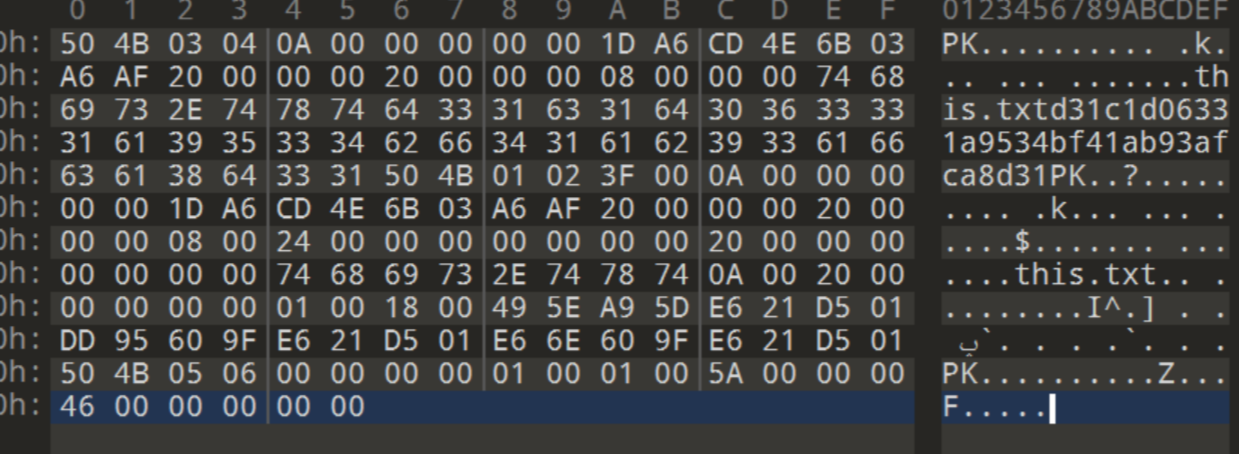 0 1 2 3 4 5 6 7 8 9 A B C D E F 0123456789ABCDEF
0h: 50 4B 03 04 0A 00 00 00 00 00 1D A6 CD 4E 6B 03 PK.......... .k.
0h: A6 AF 20 00 00 00 20 00 00 00 08 00 00 00 74 68 .. ... .......th
0h: 69 73 2E 74 78 74 64 33 31 63 31 64 30 36 33 33 is.txtd31c1d0633
0h: 31 61 39 35 33 34 62 66 34 31 61 62 39 33 61 66 1a9534bf41ab93af
0h: 63 61 38 64 33 31 50 4B 01 02 3F 00 0A 00 00 00 ca8d31PK..?.....
0h: 00 00 1D A6 CD 4E 6B 03 A6 AF 20 00 00 00 20 00 .... .k... ... .
0h: 00 00 08 00 24 00 00 00 00 00 00 00 20 00 00 00 ....$....... ...
0h: 00 00 00 00 74 68 69 73 2E 74 78 74 0A 00 20 00 ....this.txt.. .
0h: 00 00 00 00 01 00 18 00 49 5E A9 5D E6 21 D5 01 ........I^.] . .
0h: DD 95 60 9F E6 21 D5 01 E6 6E 60 9F E6 21 D5 01 ` . . . . ` . . .
0h: 50 4B 05 06 00 00 00 00 01 00 01 00 5A 00 00 00 PK..........Z...
0h: 46 00 00 00 00 00 F.....